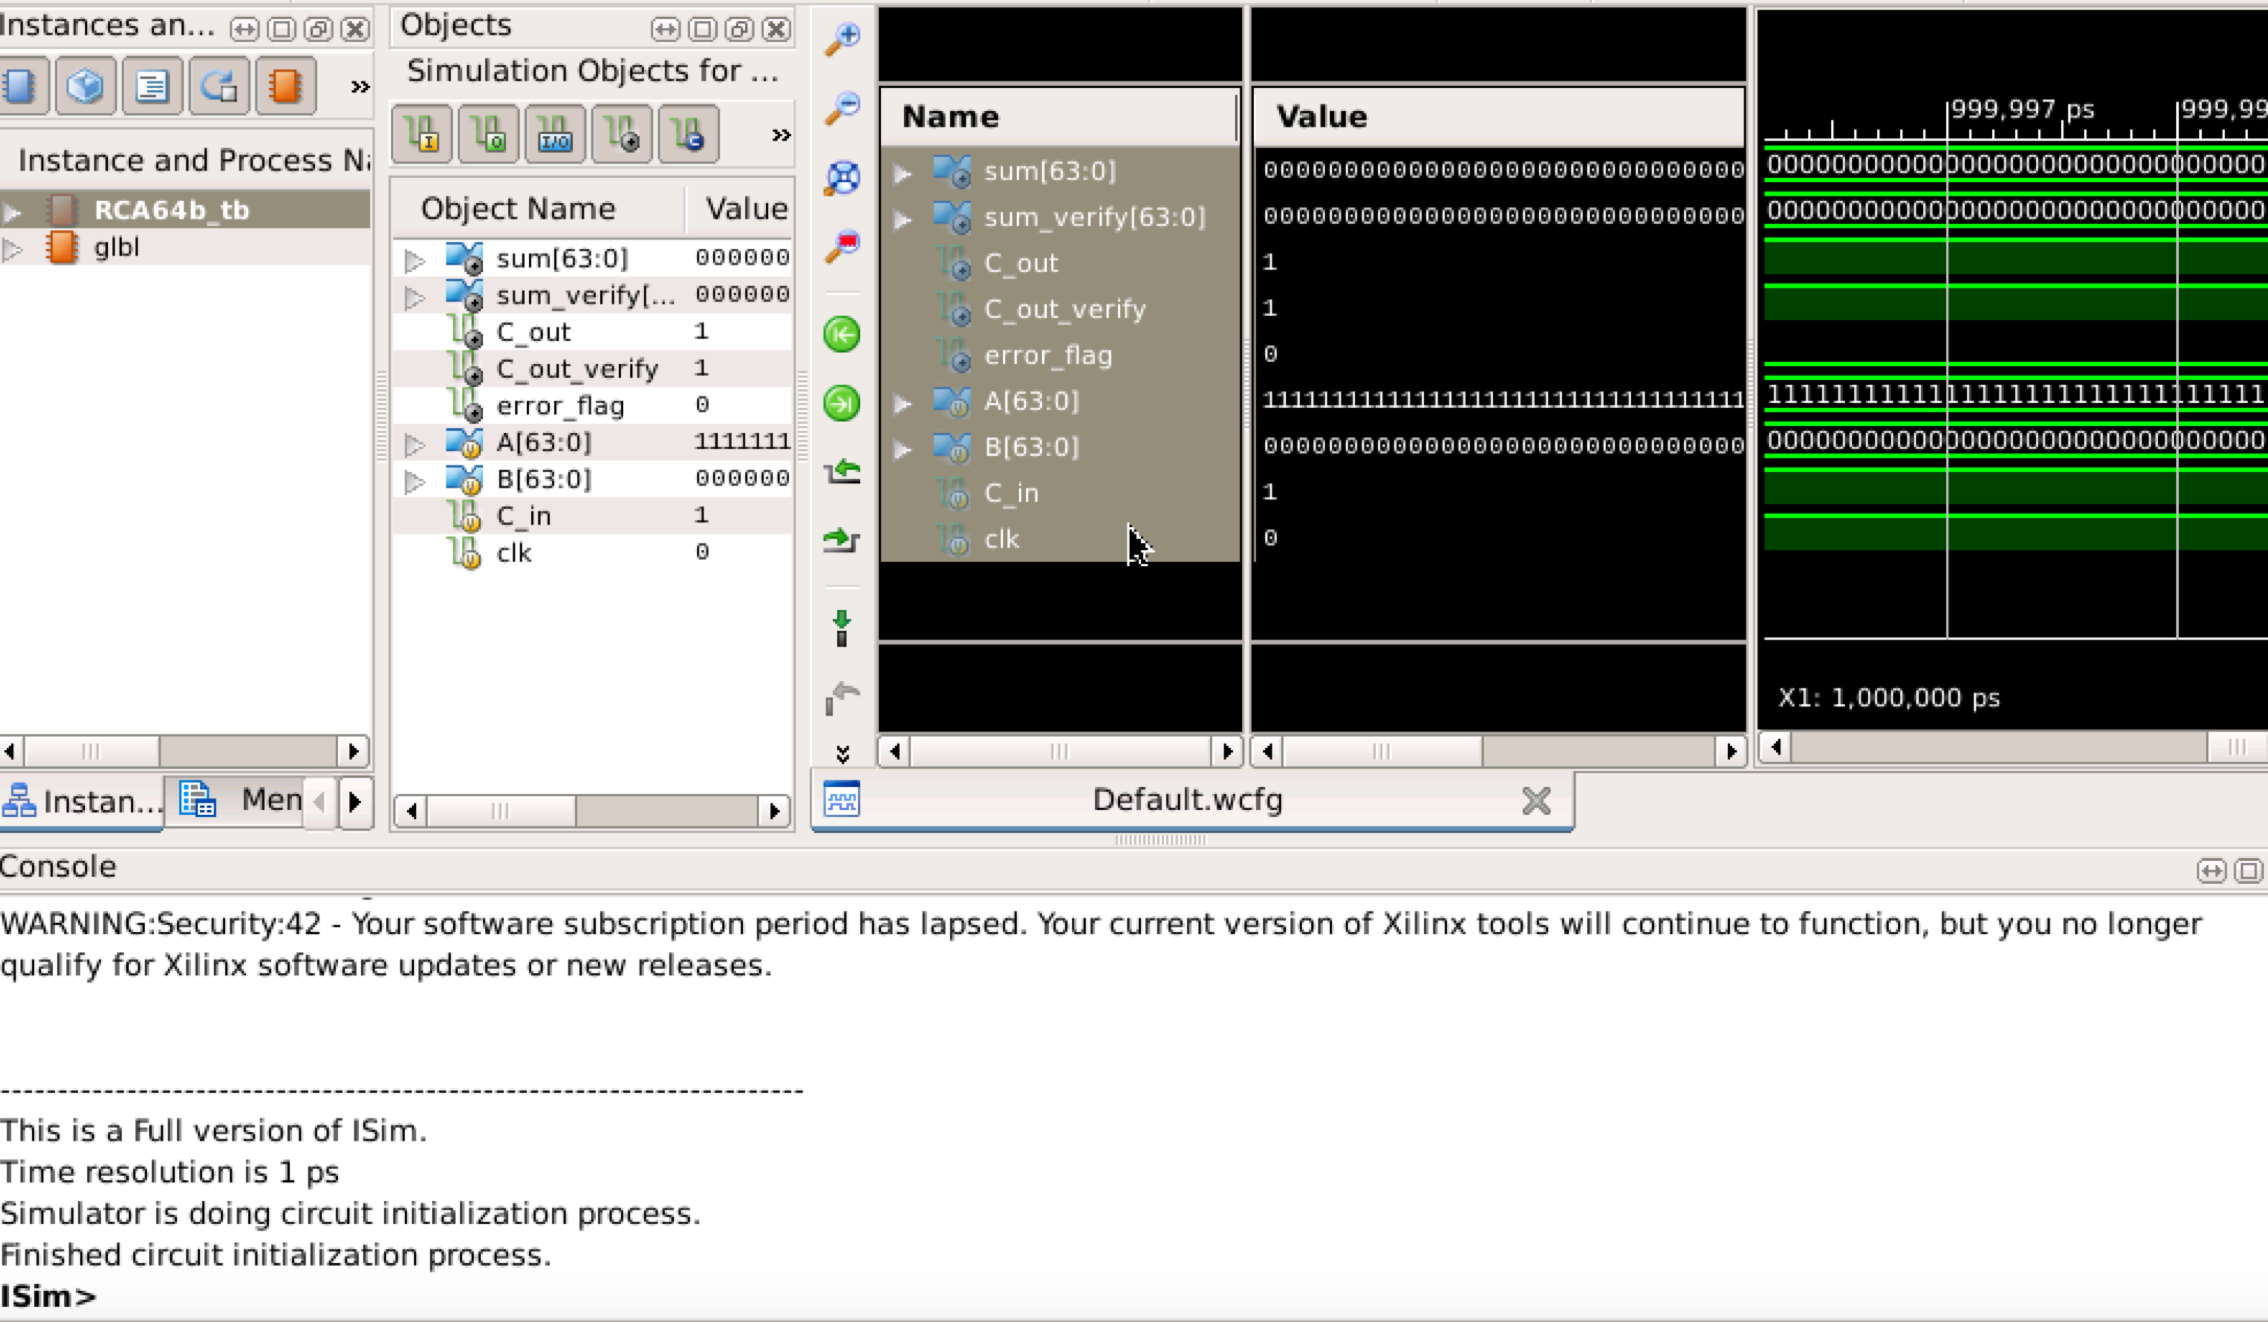 Instances an...
Instance and Process Na
RCA64b_tb
glbl
Instan...
Men
Objects
Simulation Objects for ...
Object Name Value
sum[63:0] 000000
sum_verify[... 000000
C_out 1
C_out_verify 1
error_flag 0
A[63:0] 1111111
B[63:0] 000000
C_in 1
clk 0
Name Value
sum[63:0] 000000000000000000000000000000
sum_verify[63:0] 000000000000000000000000000000
C_out 1
C_out_verify 1
error_flag 0
A[63:0] 111111111111111111111111111111
B[63:0] 000000000000000000000000000000
C_in 1
clk 0
999,997 ps 999,99
0000000000000000000000000000000
0000000000000000000000000000000
1111111111111111111111111111111
0000000000000000000000000000000
X1: 1,000,000 ps
Default.wcfg
Console
WARNING:Security:42 - Your software subscription period has lapsed. Your current version of Xilinx tools will continue to function, but you no longer
qualify for Xilinx software updates or new releases.
----------------------------------------------------------------------
This is a Full version of ISim.
Time resolution is 1 ps
Simulator is doing circuit initialization process.
Finished circuit initialization process.
ISim>